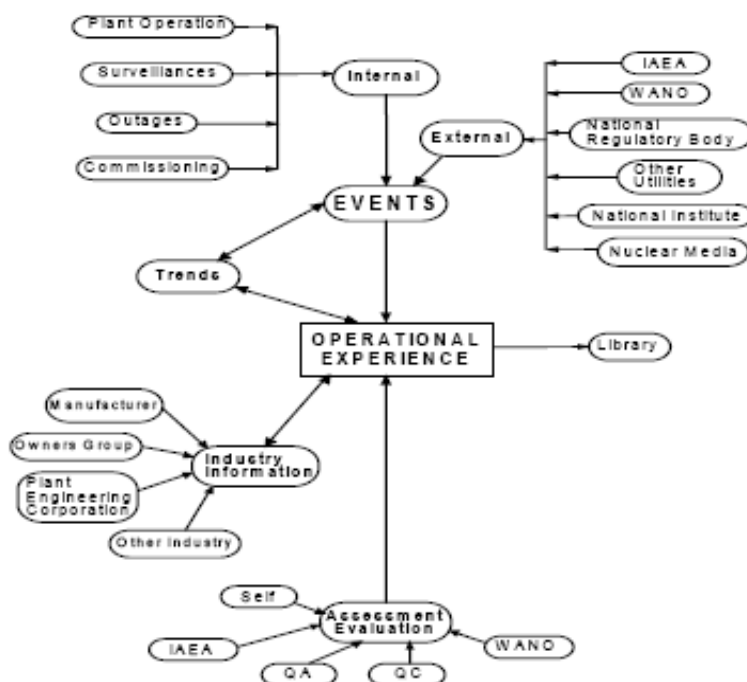 Plant Operation
Surveillances
Outages
Commissioning
Internal
External
IAEA
WANO
National
Regulatory Body
Other
Utilities
National Institute
Nuclear Media
EVENTS
Trends
OPERATIONAL
EXPERIENCE
Library
Manufacturer
Owners Group
Plant
Engineering
Corporation
Other Industry
Industry
Information
Self
IAEA
QA
QC
WANO
Assessment
Evaluation